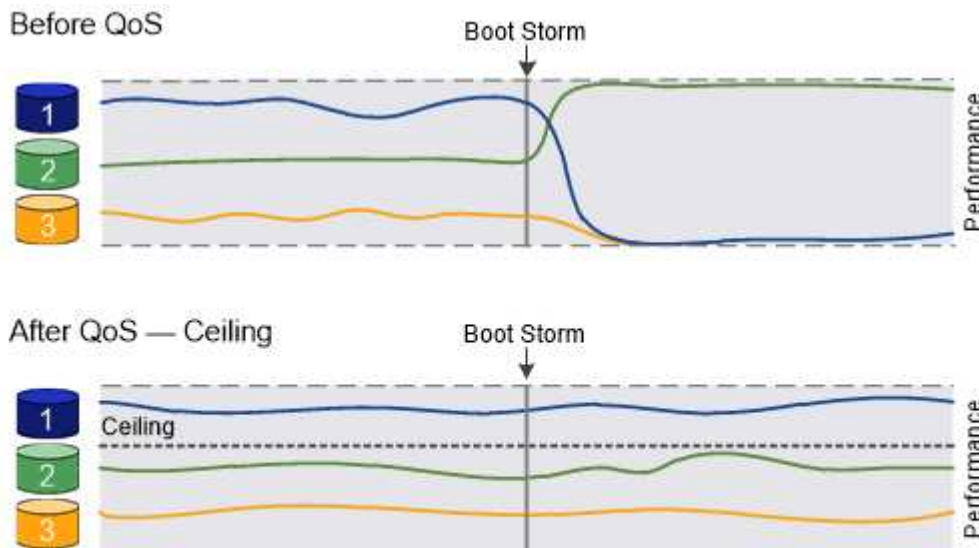 Before QoS
Boot Storm
1
2
3
Performance
After QoS — Ceiling
Boot Storm
1
Ceiling
2
3
Performance